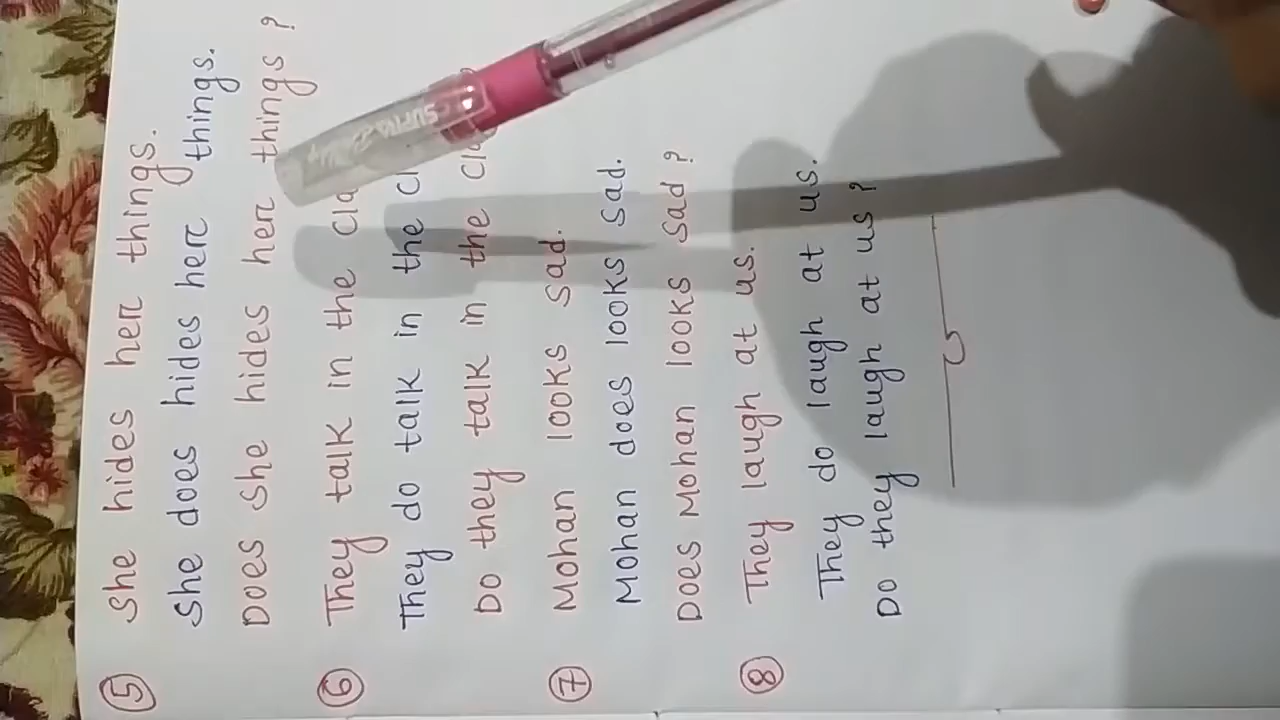 ⑤ She hides her things.
She does hides her things.
Does she hides her things ?
⑥ They talk in the
They do talk in the
Do they talk in the
⑦ Mohan looks sad.
Mohan does looks sad.
Does Mohan looks sad ?
⑧ They laugh at us.
They do laugh at us.
Do they laugh at us ?